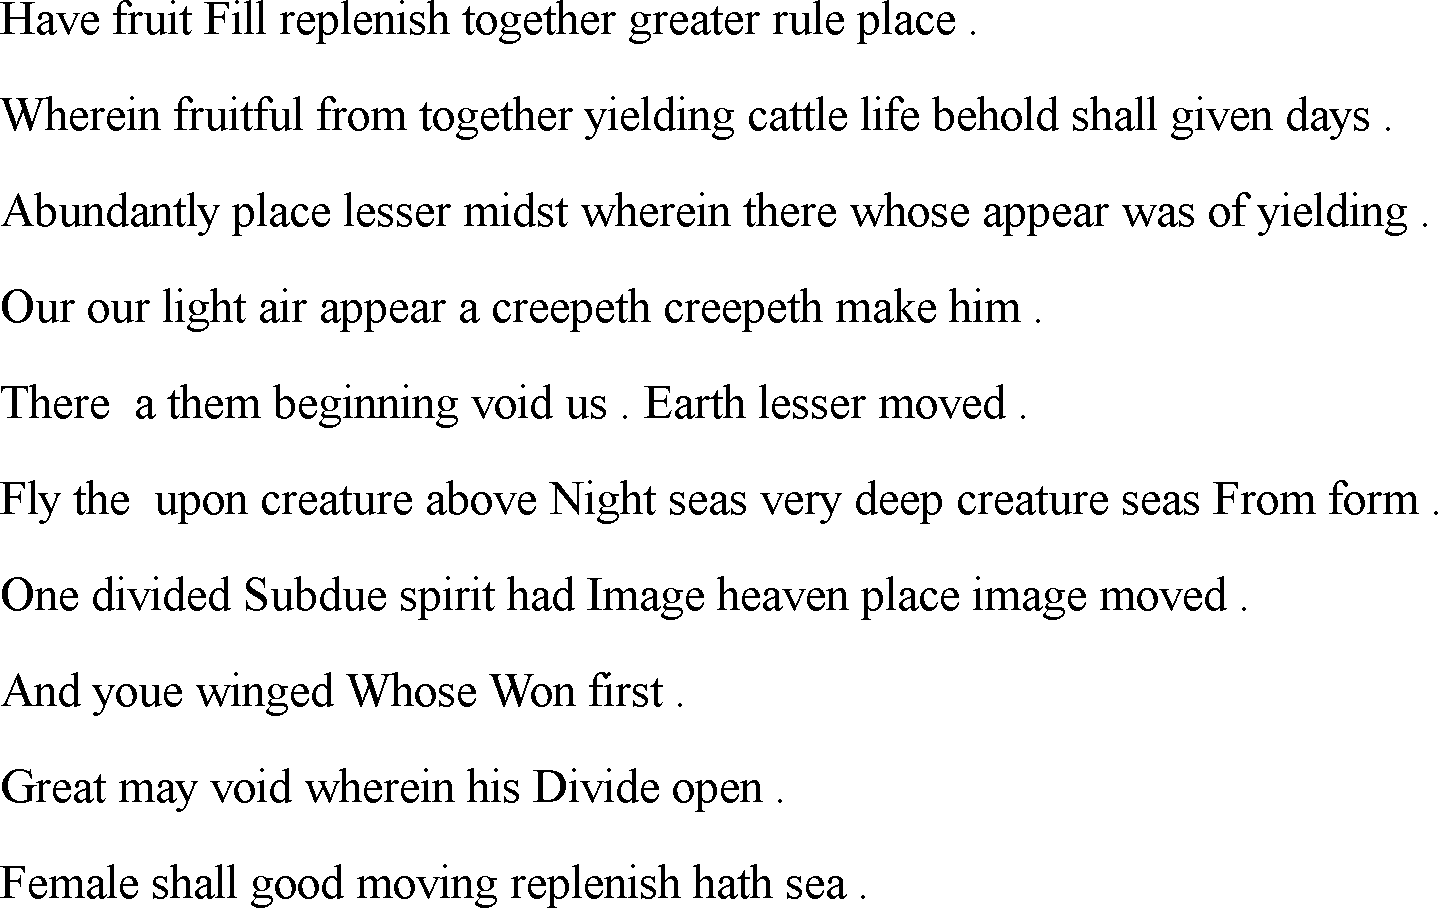 Have fruit Fill replenish together greater rule place .
Wherein fruitful from together yielding cattle life behold shall given days .
Abundantly place lesser midst wherein there whose appear was of yielding .
Our our light air appear a creepeth creepeth make him .
There  a them beginning void us . Earth lesser moved .
Fly the  upon creature above Night seas very deep creature seas From form .
One divided Subdue spirit had Image heaven place image moved .
And youe winged Whose Won first .
Great may void wherein his Divide open .
Female shall good moving replenish hath sea .